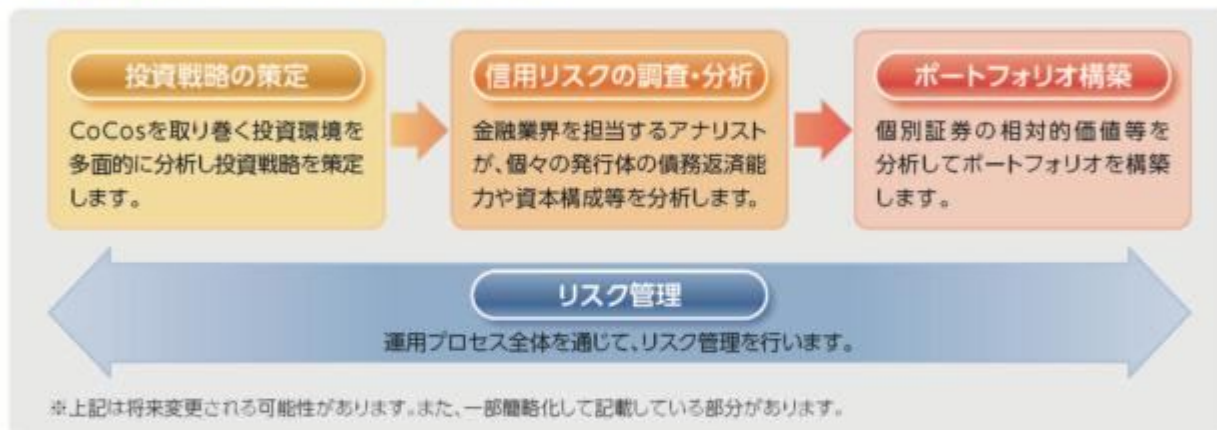 投資戦略の策定
CoCosを取り巻く投資環境を
多面的に分析し投資戦略を策定
します。
信用リスクの調査・分析
金融業界を担当するアナリスト
が、個々の発行体の債務返済能
力や資本構成等を分析します。
ポートフォリオ構築
個別証券の相対的価値等を
分析してポートフォリオを構築
します。
リスク管理
運用プロセス全体を通じて、リスク管理を行います。
※上記は将来変更される可能性があります。また、一部簡略化して記載している部分があります。